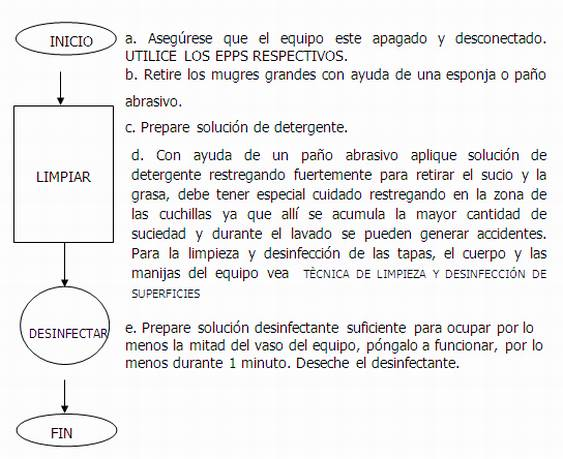 INICIO
a. Asegúrese que el equipo este apagado y desconectado.
UTILICE LOS EPPS RESPECTIVOS.
b. Retire los mugres grandes con ayuda de una esponja o paño
abrasivo.
c. Prepare solución de detergente.
LIMPIAR
d. Con ayuda de un paño abrasivo aplique solución de
detergente restregando fuertemente para retirar el sucio y la
grasa, debe tener especial cuidado restregando en la zona de
las cuchillas ya que allí se acumula la mayor cantidad de
suciedad y durante el lavado se pueden generar accidentes.
Para la limpieza y desinfección de las tapas, el cuerpo y las
manijas del equipo vea TÈCNICA DE LIMPIEZA Y DESINFECCIÓN DE
SUPERFICIES
DESINFECTAR
e. Prepare solución desinfectante suficiente para ocupar por lo
menos la mitad del vaso del equipo, póngalo a funcionar, por lo
menos durante 1 minuto. Deseche el desinfectante.
FIN